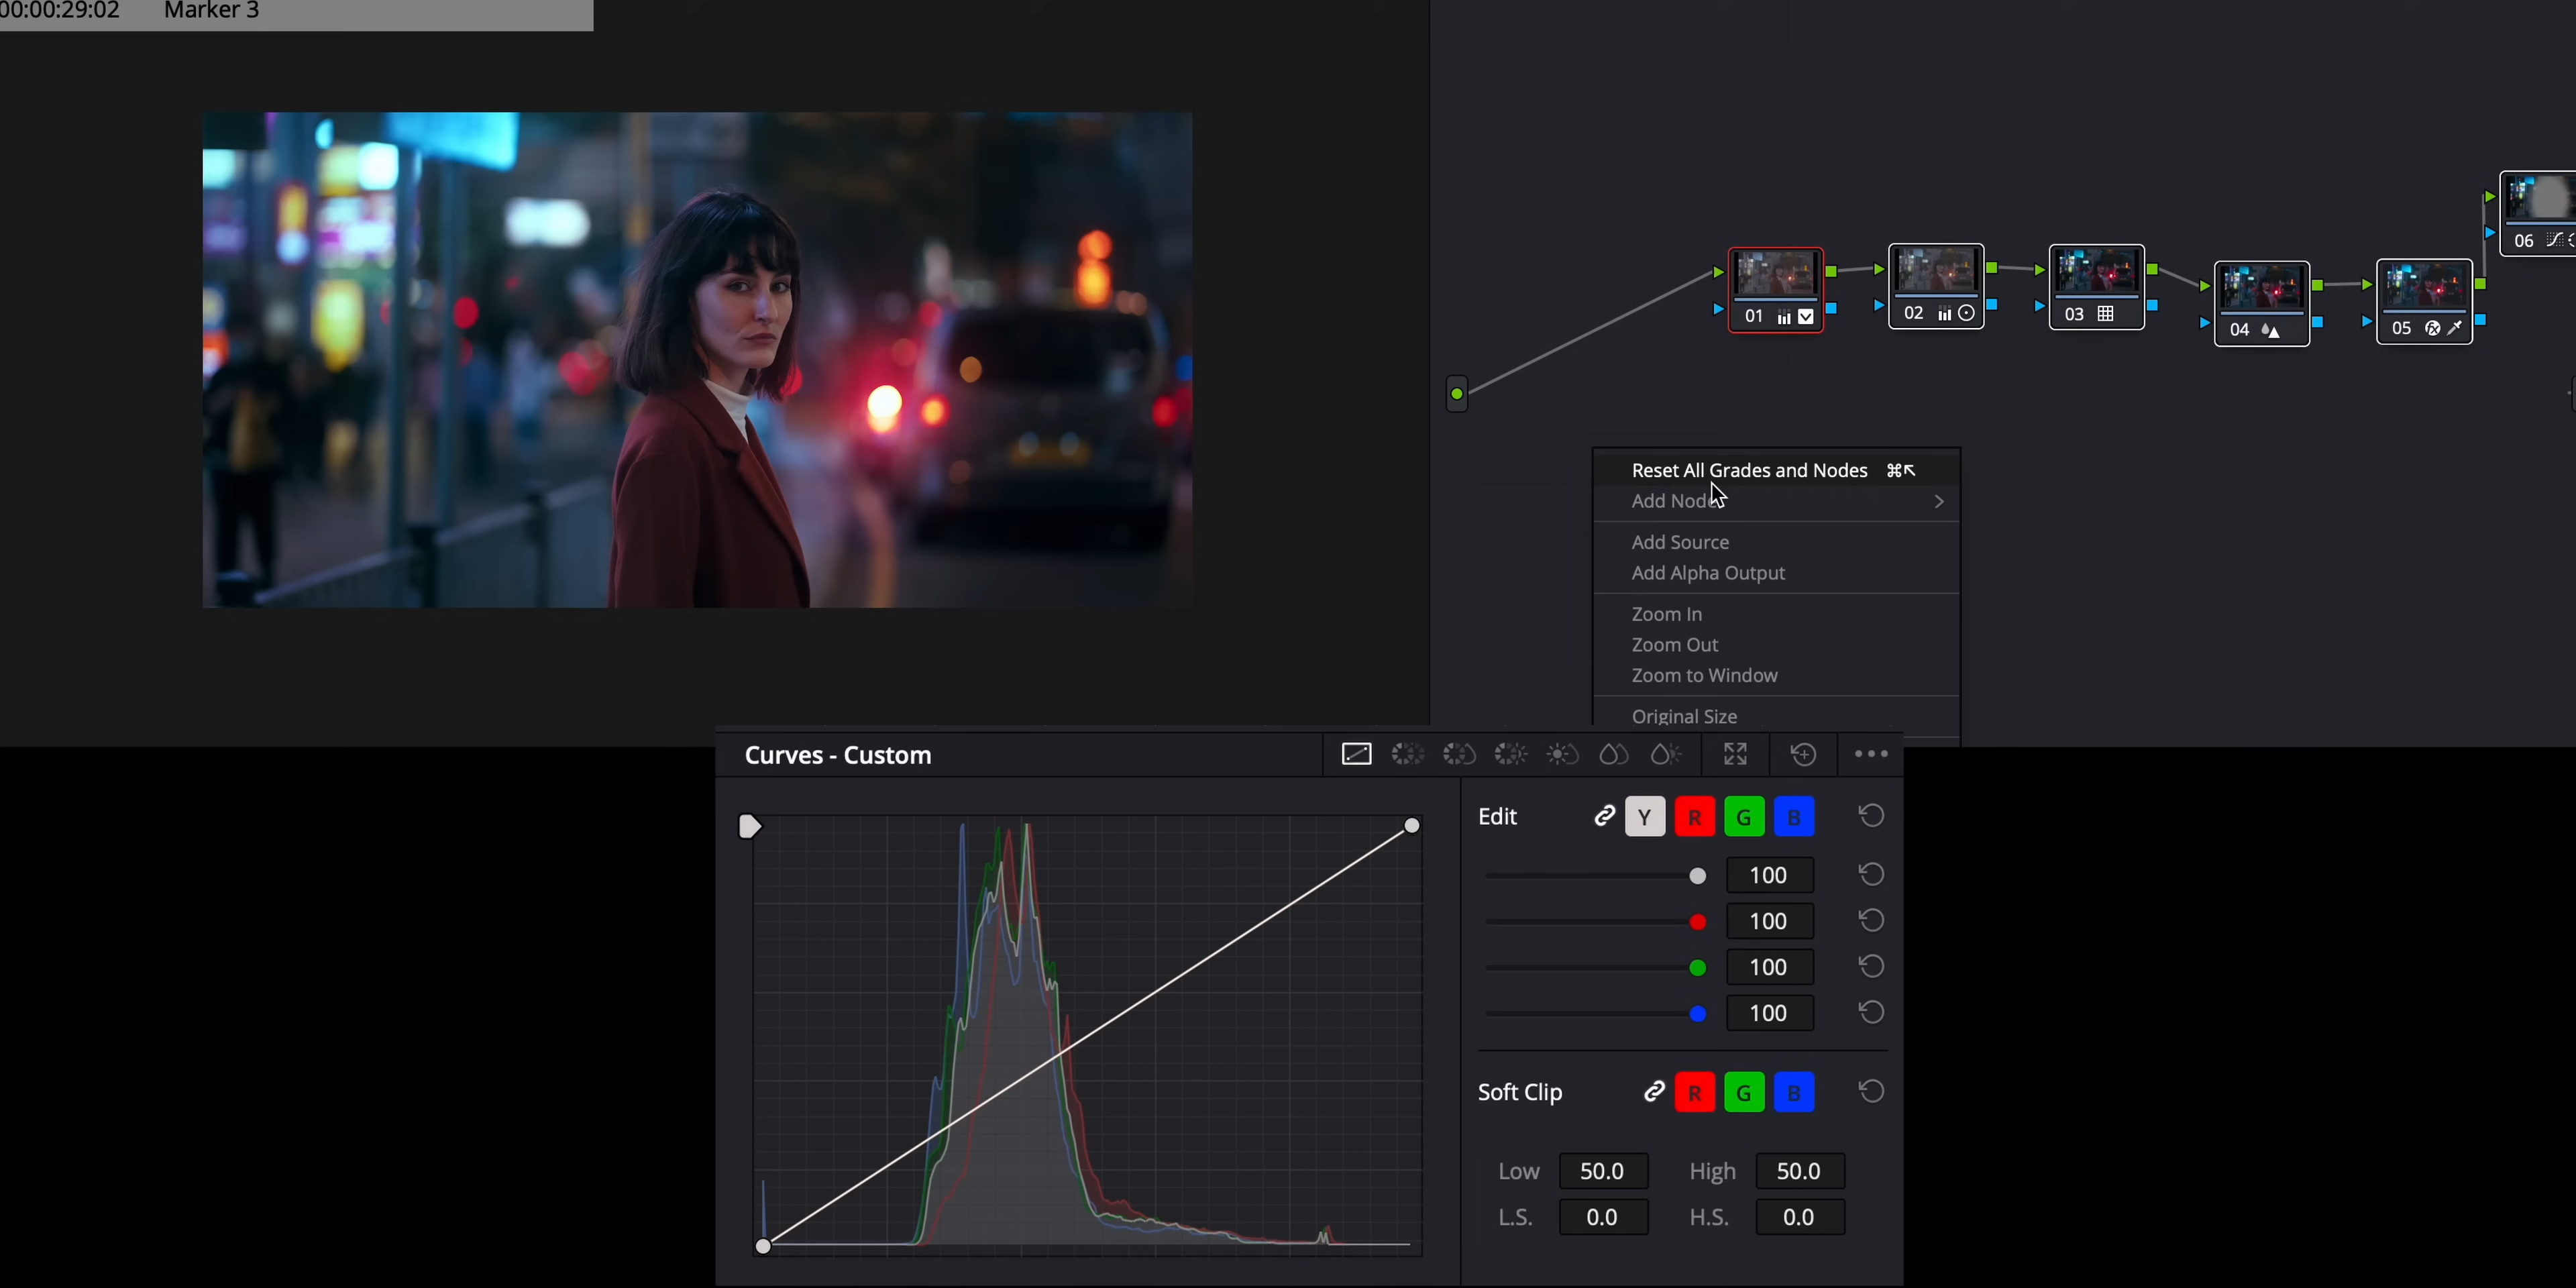 00:00:29:02 Marker 3
01
02
03
04
05
06
Reset All Grades and Nodes ⌘↖
Add Node
Add Source
Add Alpha Output
Zoom In
Zoom Out
Zoom to Window
Original Size
Curves - Custom
Edit Y R G B
100
100
100
100
Soft Clip R G B
Low 50.0 High 50.0
L.S. 0.0 H.S. 0.0